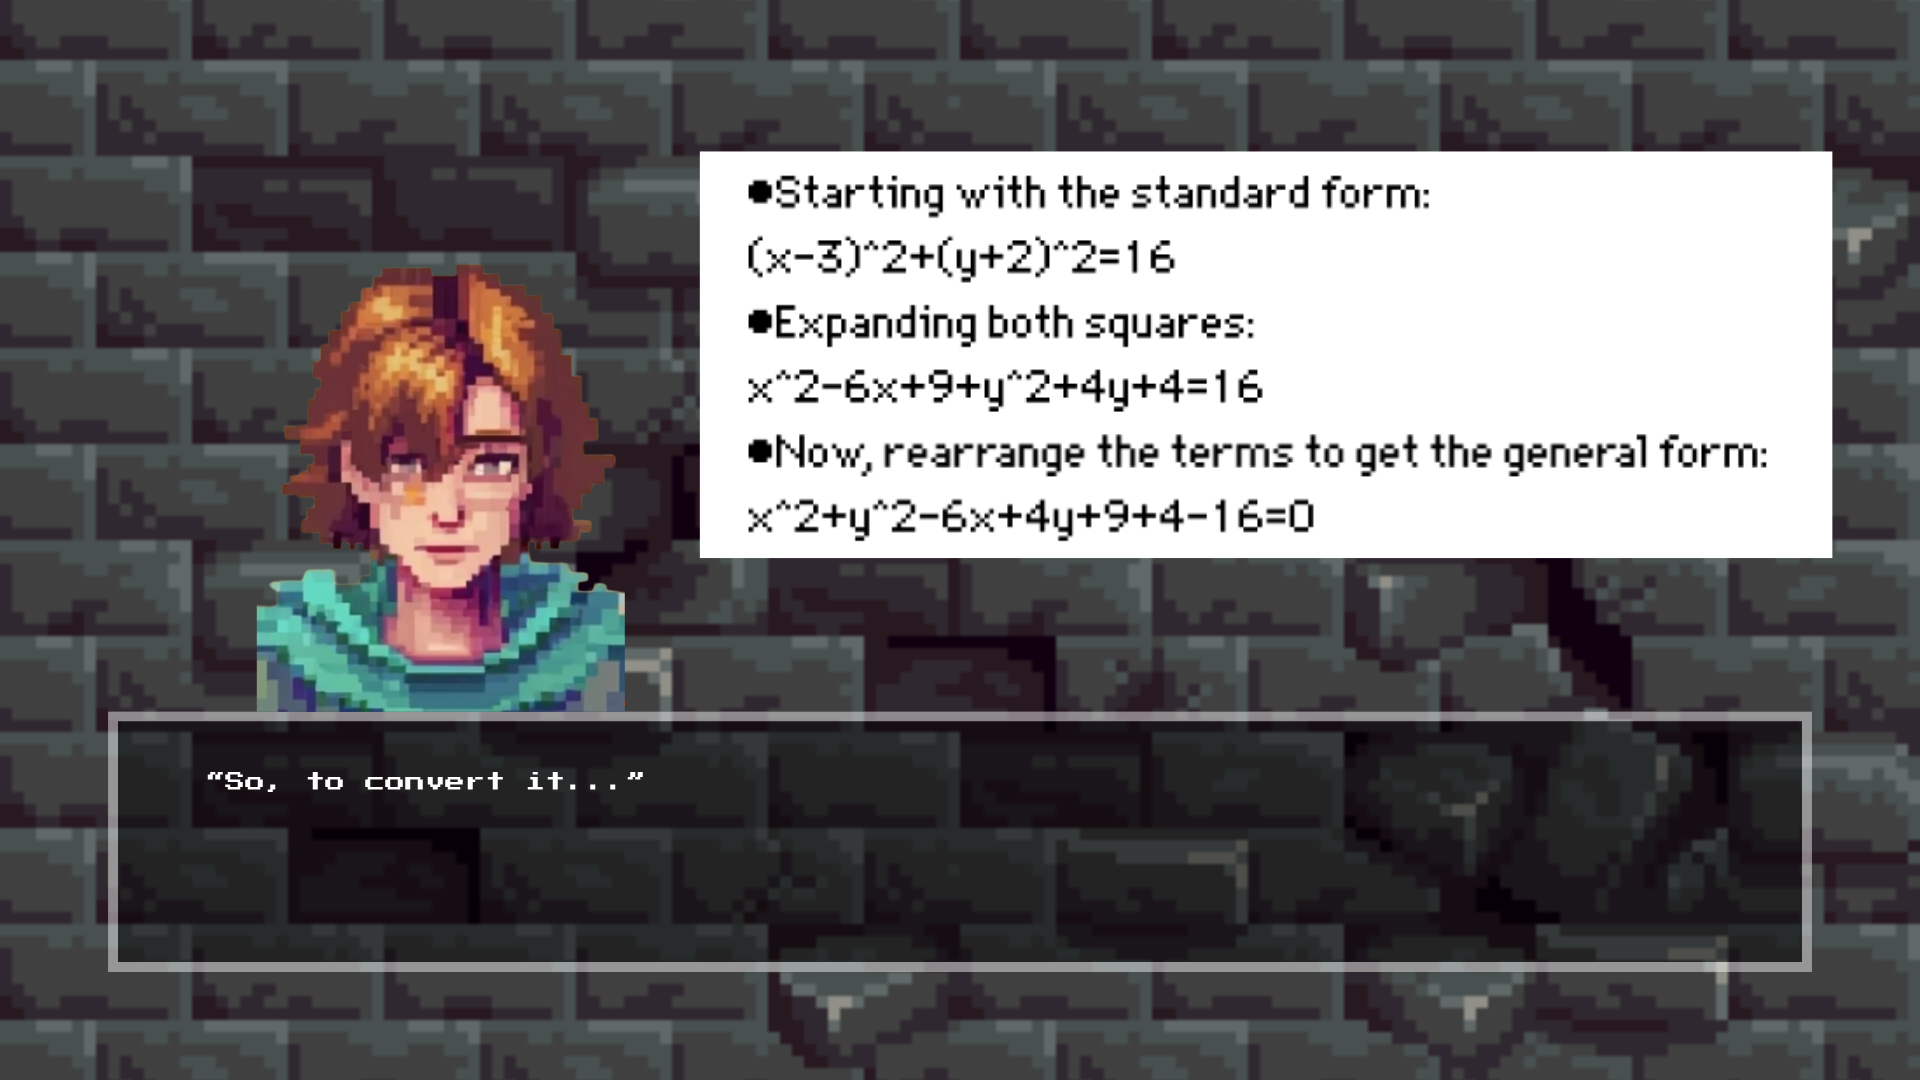 ●Starting with the standard form:
(x-3)^2+(y+2)^2=16
●Expanding both squares:
x^2-6x+9+y^2+4y+4=16
●Now, rearrange the terms to get the general form:
x^2+y^2-6x+4y+9+4-16=0
“So, to convert it...”